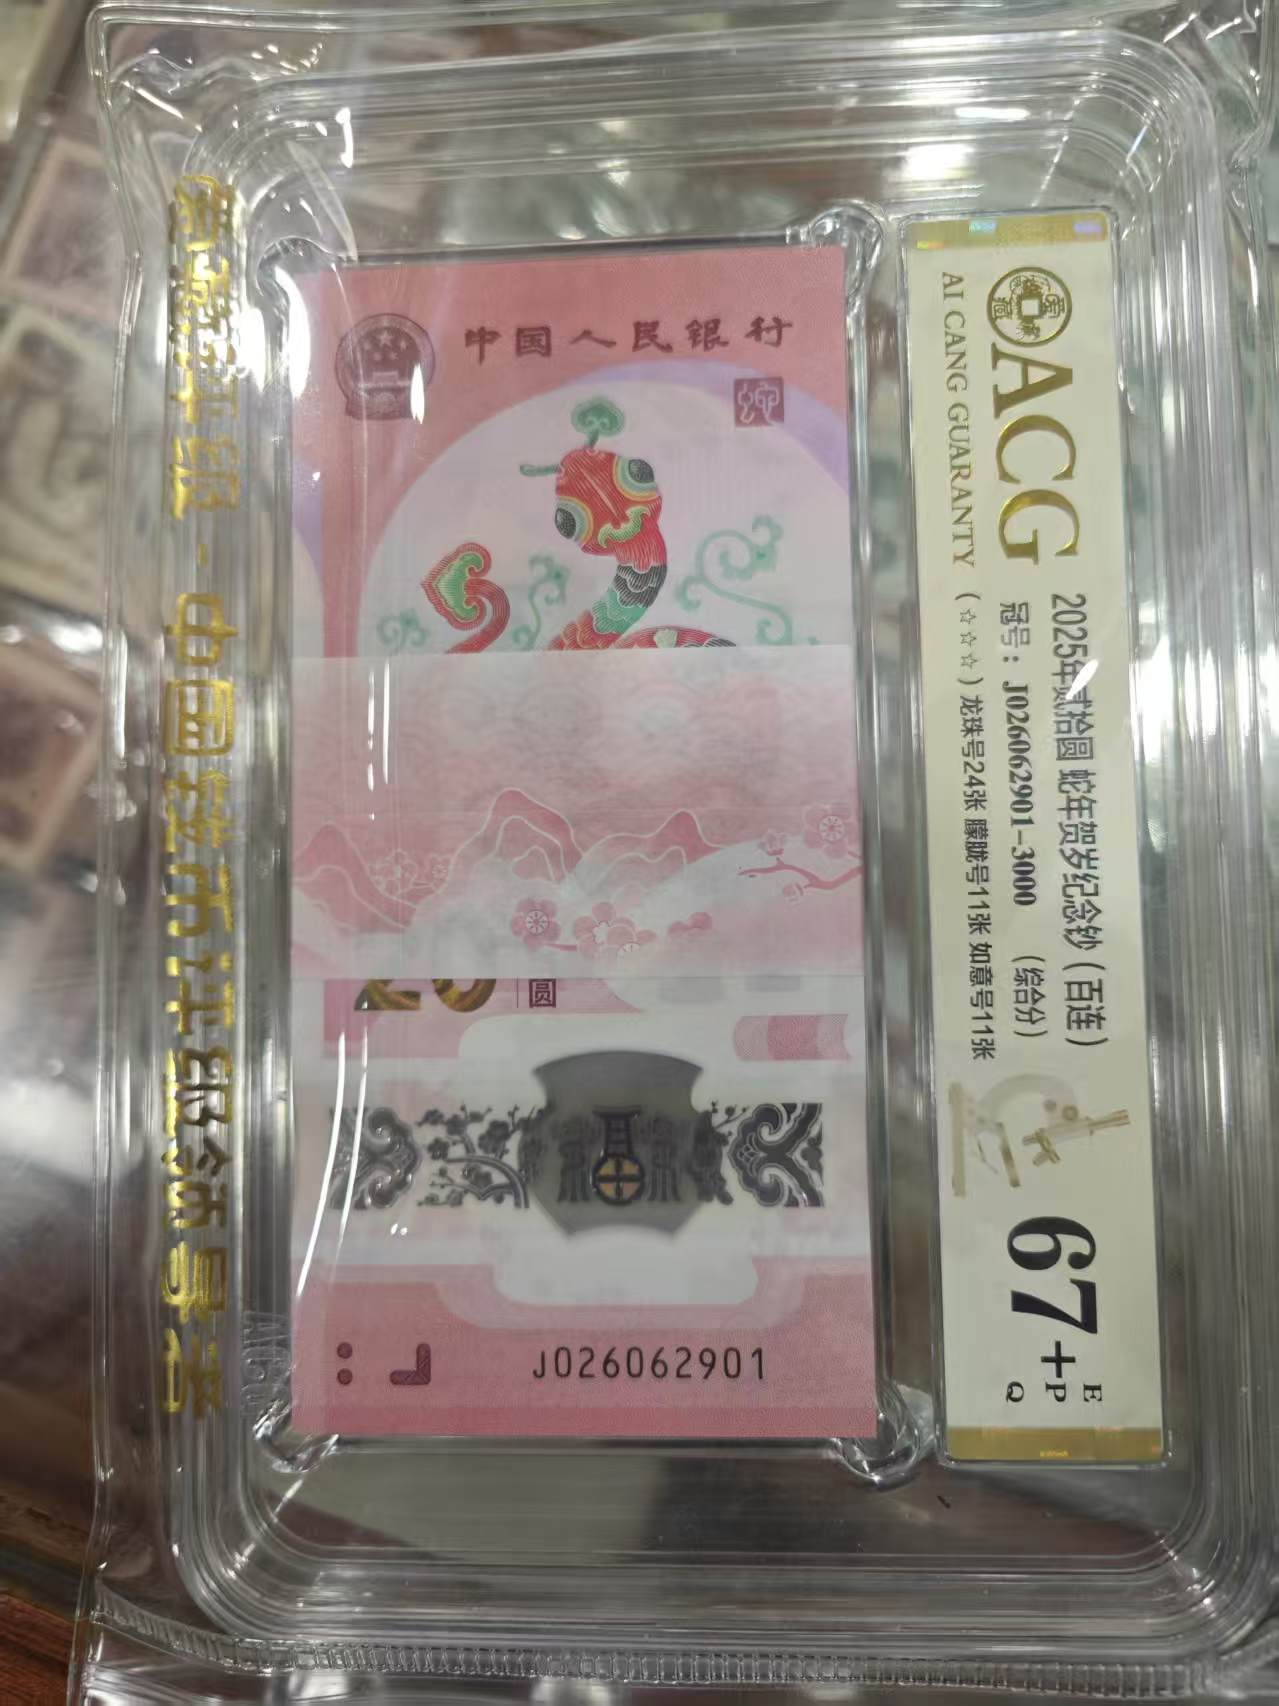 爱藏评级-中国钱币评级领导者
中国人民银行
20
圆
J026062901
ACG
AI CANG GUARANTY
2025年贰拾圆 蛇年贺岁纪念钞(百连)
冠号:J026062901-3000 (综合分)
(☆☆☆)龙珠号24张 朦胧号11张 如意号11张
67+
E
P
Q